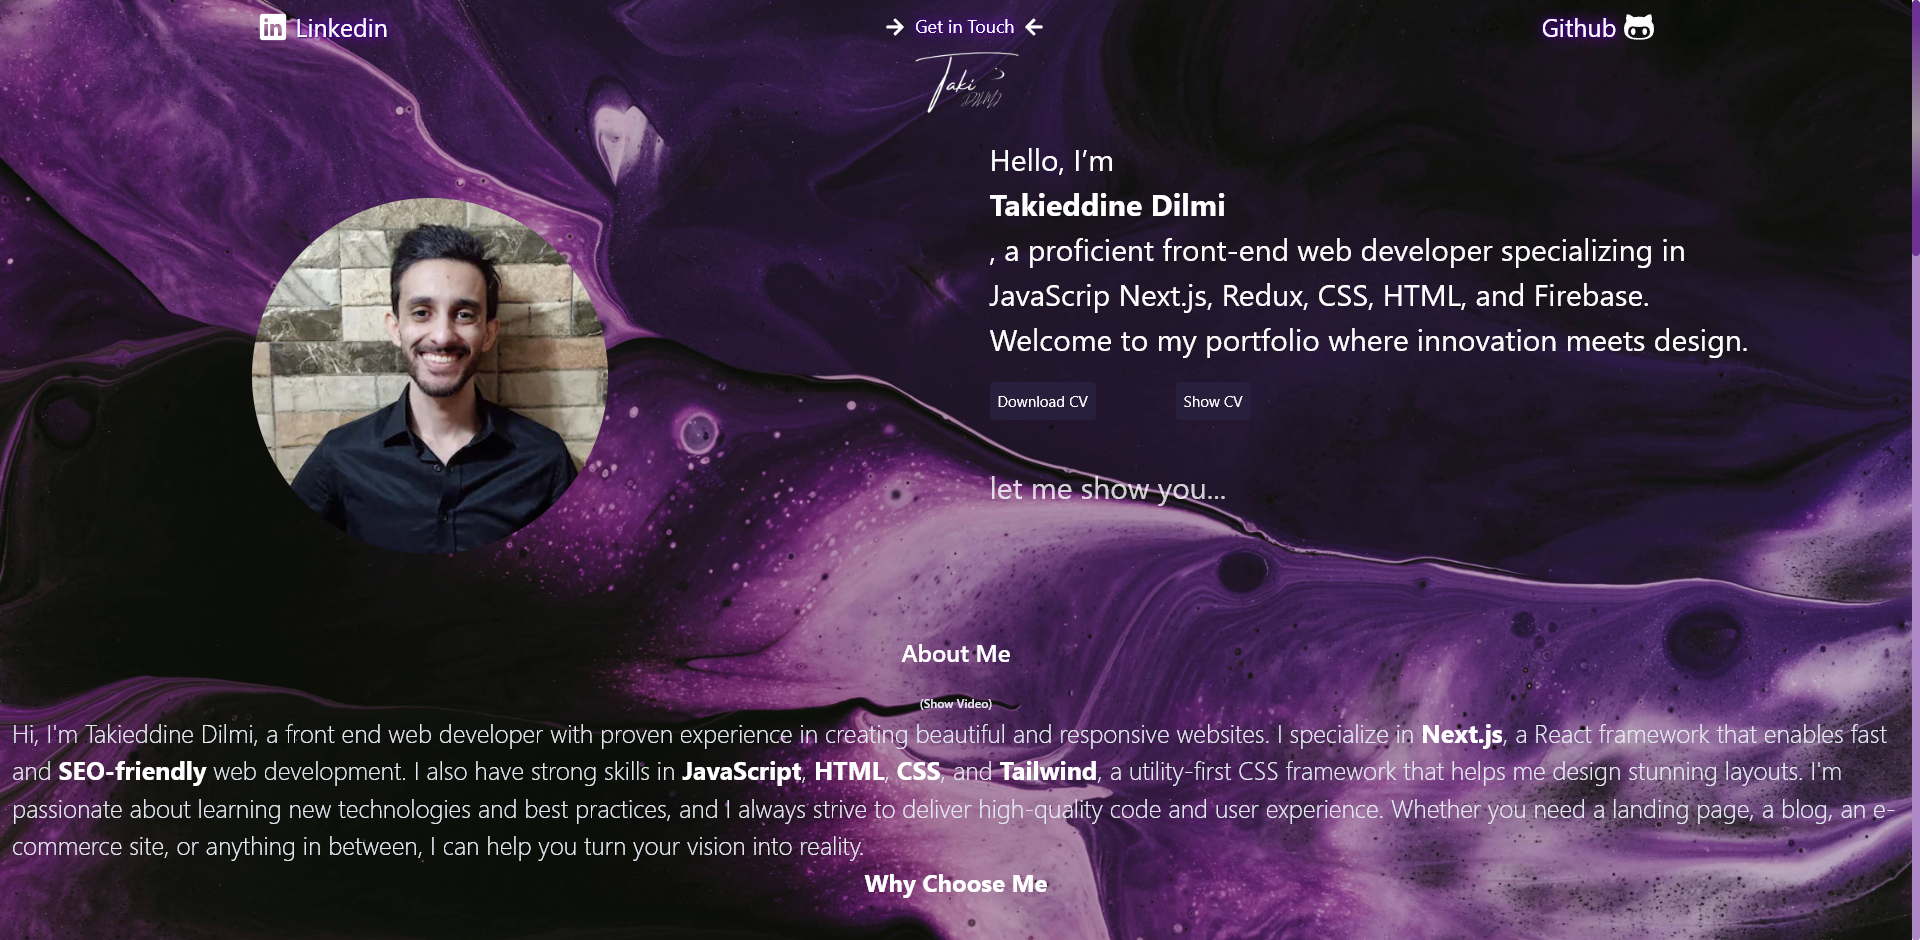 Linkedin
Get in Touch
Github
Taki
DILMI
Hello, I’m
Takieddine Dilmi
, a proficient front-end web developer specializing in
JavaScrip Next.js, Redux, CSS, HTML, and Firebase.
Welcome to my portfolio where innovation meets design.
Download CV
Show CV
let me show you...
About Me
(Show Video)
Hi, I'm Takieddine Dilmi, a front end web developer with proven experience in creating beautiful and responsive websites. I specialize in Next.js, a React framework that enables fast
and SEO-friendly web development. I also have strong skills in JavaScript, HTML, CSS, and Tailwind, a utility-first CSS framework that helps me design stunning layouts. I'm
passionate about learning new technologies and best practices, and I always strive to deliver high-quality code and user experience. Whether you need a landing page, a blog, an e-
commerce site, or anything in between, I can help you turn your vision into reality.
Why Choose Me